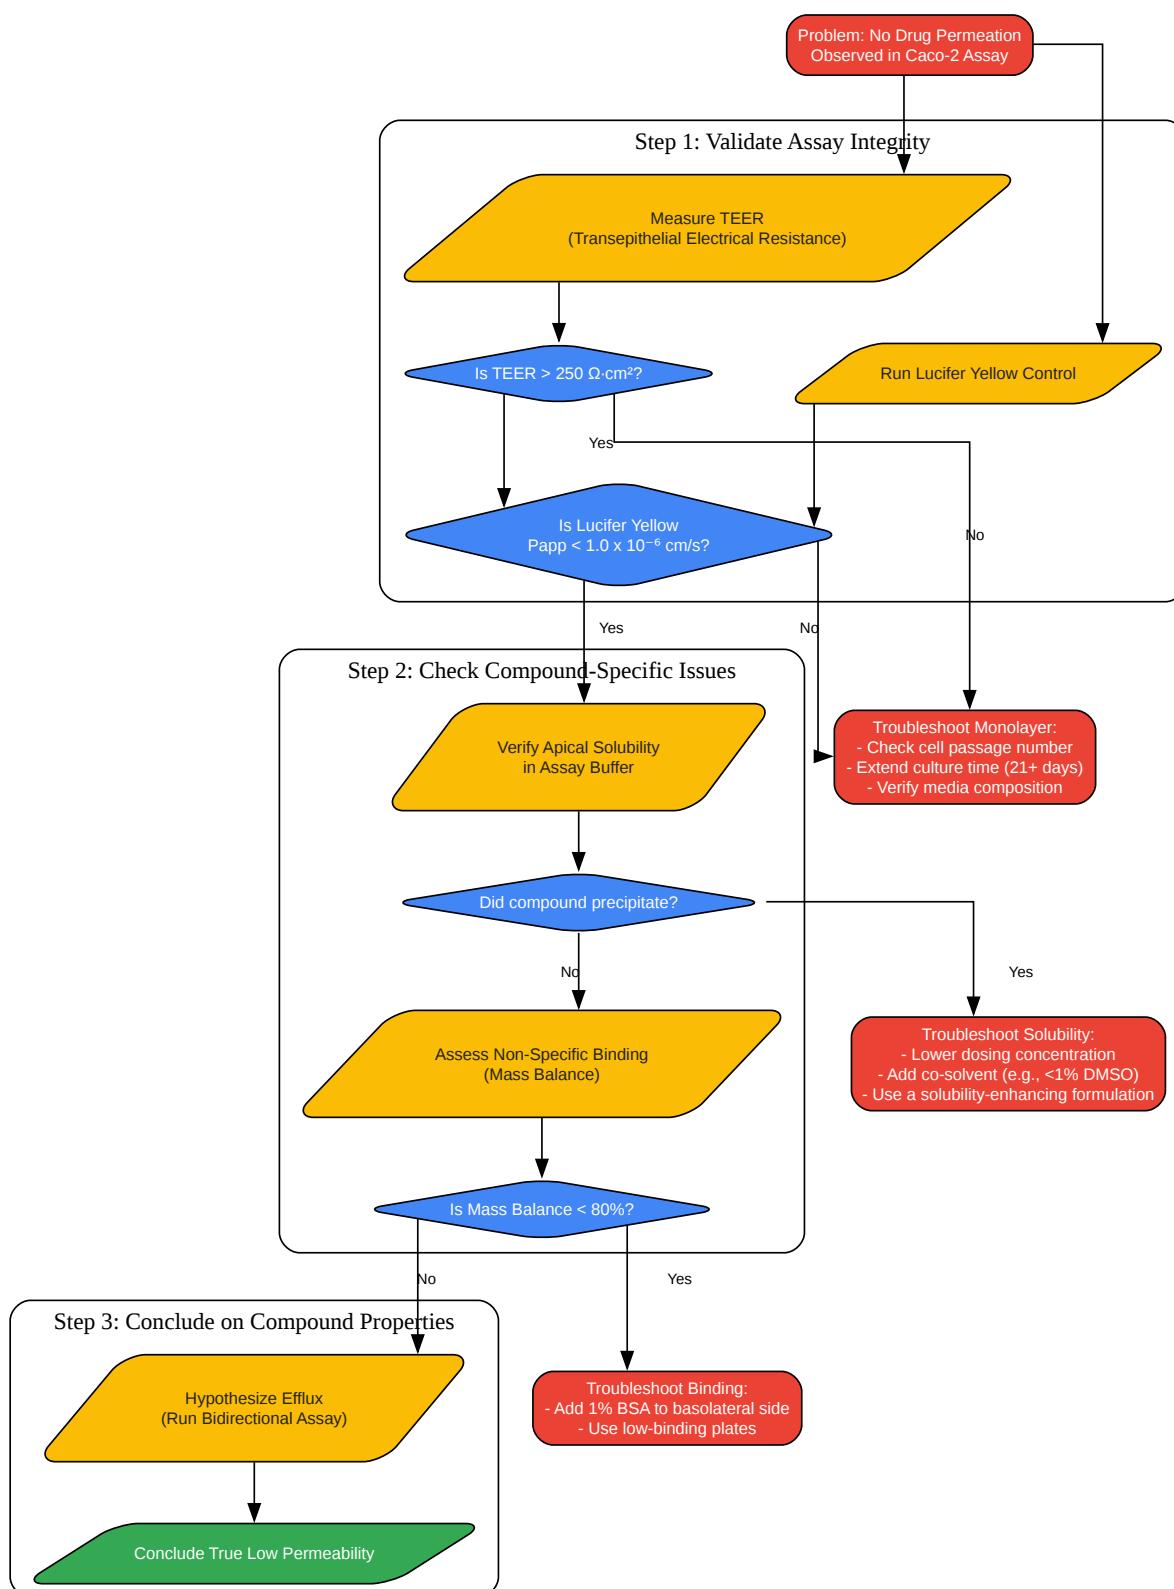 Problem: No Drug Permeation
Observed in Caco-2 Assay
Step 1: Validate Assay Integrity
Measure TEER
(Transepithelial Electrical Resistance)
Is TEER > 250 Ω·cm²?
Run Lucifer Yellow Control
Yes
Is Lucifer Yellow
Papp < 1.0 x 10⁻⁶ cm/s?
No
Yes
No
Step 2: Check Compound-Specific Issues
Verify Apical Solubility
in Assay Buffer
Troubleshoot Monolayer:
- Check cell passage number
- Extend culture time (21+ days)
- Verify media composition
Did compound precipitate?
No
Yes
Assess Non-Specific Binding
(Mass Balance)
Troubleshoot Solubility:
- Lower dosing concentration
- Add co-solvent (e.g., <1% DMSO)
- Use a solubility-enhancing formulation
Is Mass Balance < 80%?
No
Yes
Step 3: Conclude on Compound Properties
Hypothesize Efflux
(Run Bidirectional Assay)
Troubleshoot Binding:
- Add 1% BSA to basolateral side
- Use low-binding plates
Conclude True Low Permeability